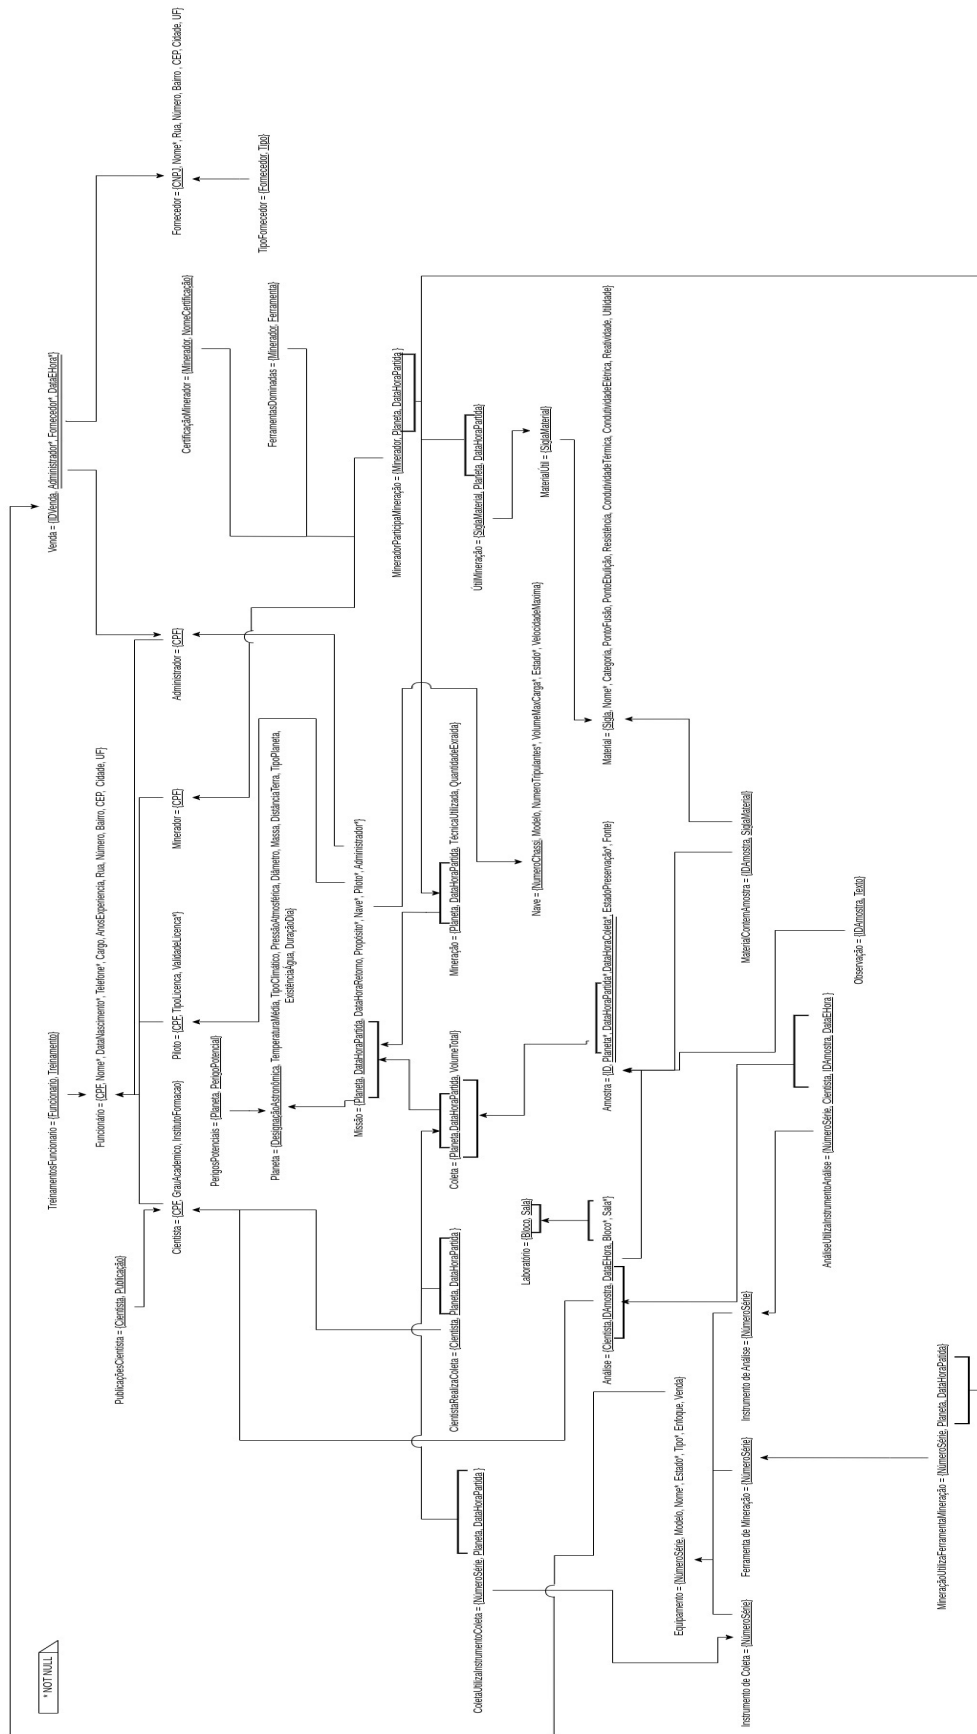 * NOT NULL
TreinamentosFuncionario = {Funcionario, Treinamento}
Venda = {IDVenda, Administrador*, Fornecedor*, DataEHora*}
Funcionário = {CPF, Nome*, DataNascimento*, Telefone*, Cargo, AnosExperiencia, Rua, Número, Bairro, CEP, Cidade, UF}
PublicaçõesCientista = {Cientista, Publicação}
Cientista = {CPF, GrauAcademico, InstitutoFormacao}
Piloto = {CPF, TipoLicenca, ValidadeLicenca*}
Minerador = {CPF}
Administrador = {CPF}
Fornecedor = {CNPJ, Nome*, Rua, Número, Bairro , CEP, Cidade, UF}
CertificaçãoMinerador = {Minerador, NomeCertificação}
PerigosPotenciais = {Planeta, PerigoPotencial}
TipoFornecedor = {Fornecedor, Tipo}
Planeta = {DesignaçãoAstronômica, TemperaturaMédia, TipoClimático, PressãoAtmosférica, Diâmetro, Massa, DistânciaTerra, TipoPlaneta,
ExistênciaÁgua, DuraçãoDia}
FerramentasDominadas = {Minerador, Ferramenta}
Missão = {Planeta, DataHoraPartida, DataHoraRetorno, Propósito*, Nave*, Piloto*, Administrador*}
MineradorParticipaMineração = {Minerador, Planeta, DataHoraPartida }
ColetaUtilizaInstrumentoColeta = {NúmeroSérie, Planeta, DataHoraPartida }
CientistaRealizaColeta = {Cientista, Planeta, DataHoraPartida }
Coleta = {Planeta,DataHoraPartida, VolumeTotal}
Mineração = {Planeta, DataHoraPartida, TécnicaUtilizada, QuantidadeExraida}
ÚtilMineração = {SiglaMaterial, Planeta, DataHoraPartida}
Laboratório = {Bloco, Sala}
Nave = {NumeroChassi, Modelo, NumeroTripulantes*, VolumeMaxCarga*, Estado*, VelocidadeMaxima}
MaterialUtil = {SiglaMaterial}
Análise = {Cientista,IDAmostra, DataEHora, Bloco*, Sala*}
Amostra = {ID, Planeta*, DataHoraPartida*,DataHoraColeta*, EstadoPreservação*, Fonte}
Material = {Sigla, Nome*, Categoria, PontoFusão, PontoEbulição, Resistência, CondutividadeTérmica, CondutividadeElétrica, Reatividade, Utilidade}
Equipamento = {NúmeroSérie, Modelo, Nome*, Estado*, Tipo*, Enfoque, Venda}
Instrumento de Coleta = {NúmeroSérie}
Ferramenta de Mineração = {NúmeroSérie}
Instrumento de Análise = {NúmeroSérie}
MaterialContemAmostra = {IDAmostra, SiglaMaterial}
AnáliseUtilizaInstrumentoAnálise = {NúmeroSérie, Cientista, IDAmostra, DataEHora }
Observação = {IDAmostra, Texto}
MineraçãoUtilizaFerramentaMineração = {NúmeroSérie, Planeta, DataHoraPatida}